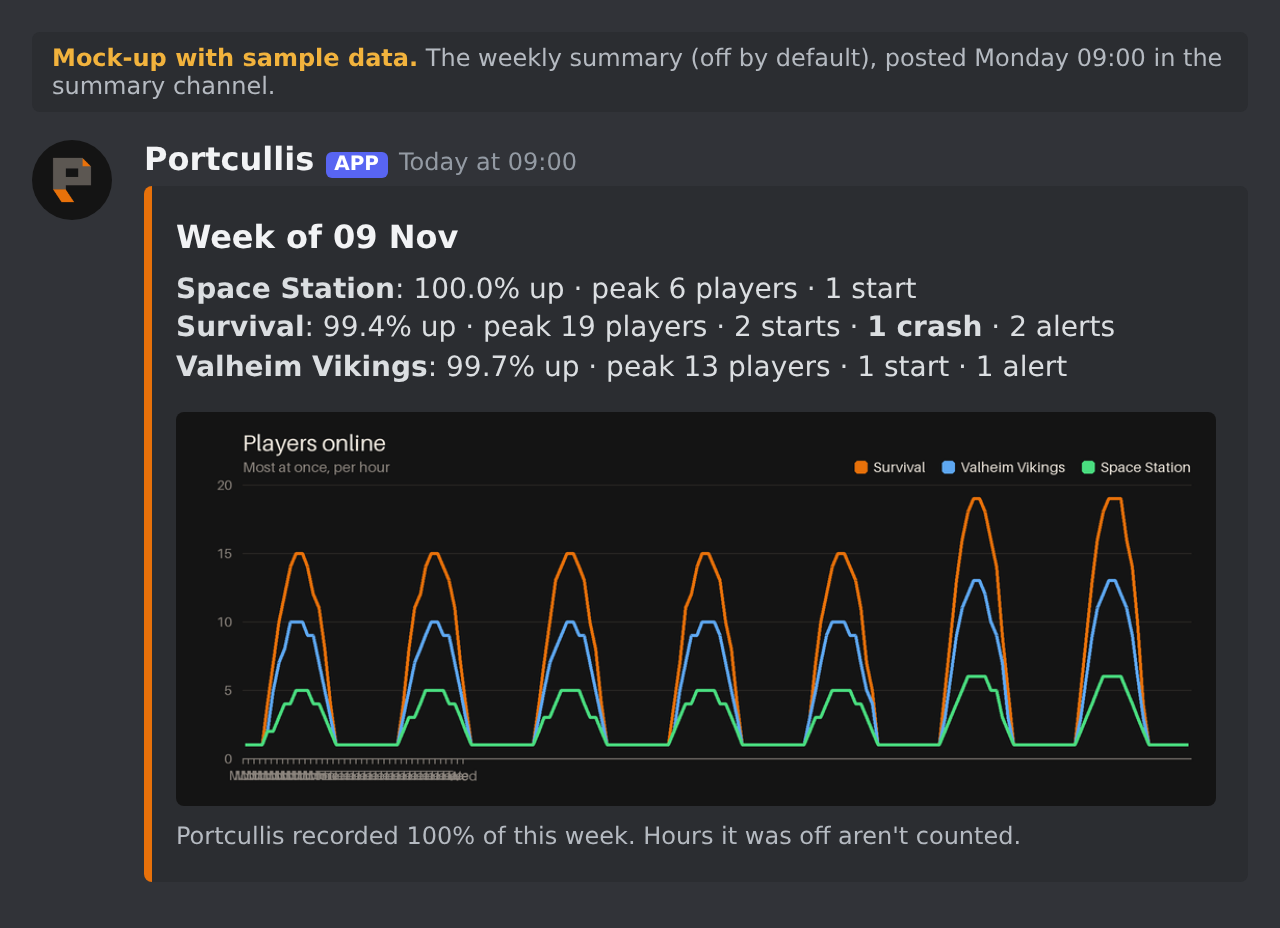 Mock-up with sample data. The weekly summary (off by default), posted Monday 09:00 in the
summary channel.
Portcullis APP Today at 09:00
Week of 09 Nov
Space Station: 100.0% up · peak 6 players · 1 start
Survival: 99.4% up · peak 19 players · 2 starts · 1 crash · 2 alerts
Valheim Vikings: 99.7% up · peak 13 players · 1 start · 1 alert
Players online
Most at once, per hour
Survival Valheim Vikings Space Station
20
15
10
5
0
Portcullis recorded 100% of this week. Hours it was off aren't counted.